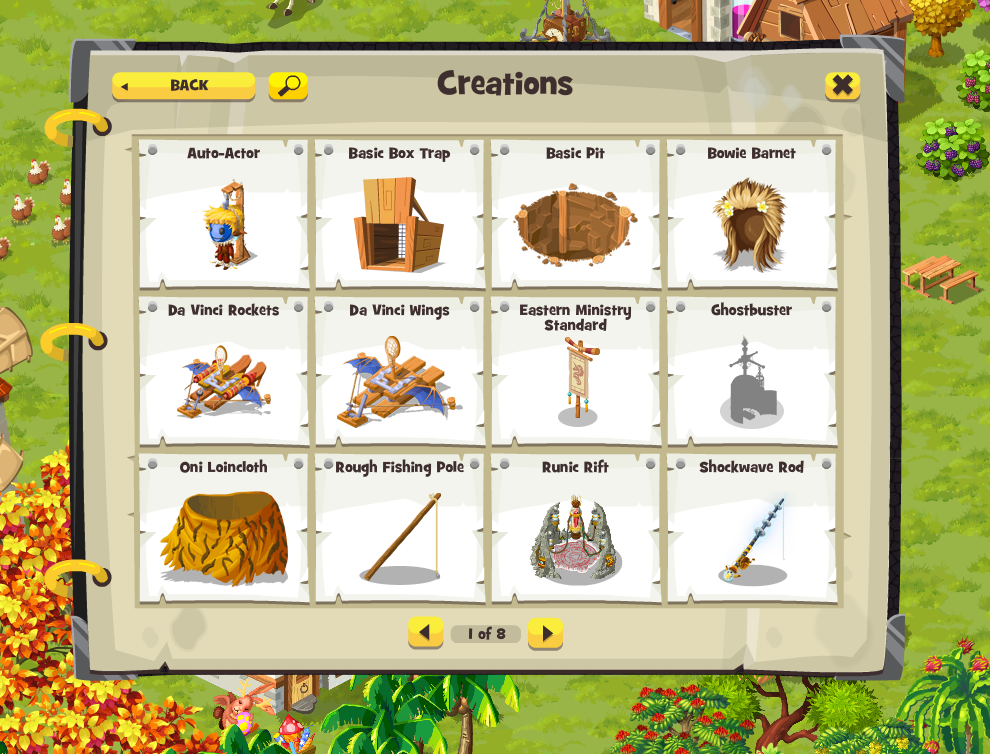 BACK
Creations
Auto-Actor
Basic Box Trap
Basic Pit
Bowie Barnet
Da Vinci Rockets
Da Vinci Wings
Eastern Ministry
Standard
Ghostbuster
Oni Loincloth
Rough Fishing Pole
Runic Rift
Shockwave Rod
1 of 8